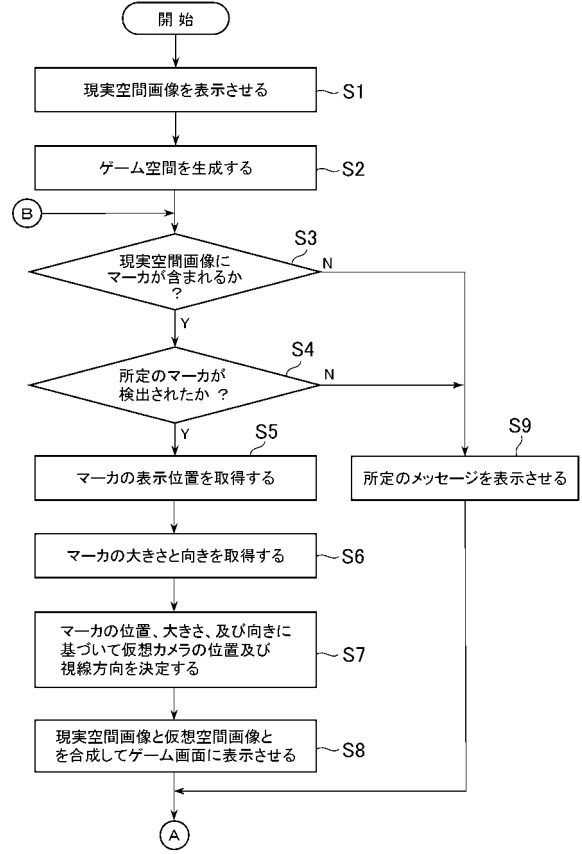 開 始
現実空間画像を表示させる
S1
ゲーム空間を生成する
S2
B
S3
現実空間画像に
マーカが含まれるか
?
N
Y
S4
所定のマーカが
検出されたか ?
N
Y
S5
マーカの表示位置を取得する
S9
所定のメッセージを表示させる
マーカの大きさと向きを取得する
S6
マーカの位置、大きさ、及び向きに
基づいて仮想カメラの位置及び
視線方向を決定する
S7
現実空間画像と仮想空間画像と
を合成してゲーム画面に表示させる
S8
A